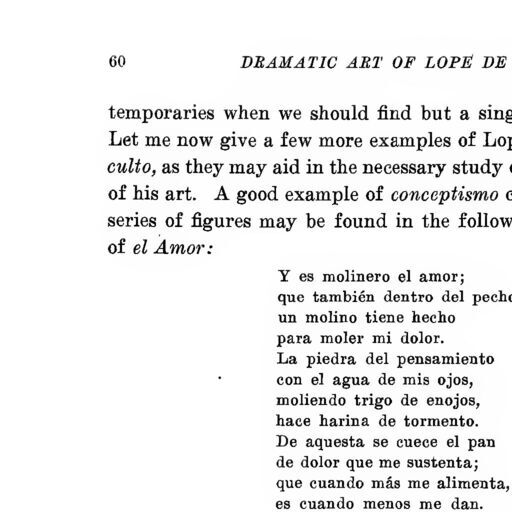 60 DRAMATIC ART OF LOPE DE
temporaries when we should find but a sing
Let me now give a few more examples of Lop
culto, as they may aid in the necessary study
of his art. A good example of conceptismo
series of figures may be found in the follow
of el Amor:
Y es molinero el amor;
que también dentro del pecho
un molino tiene hecho
para moler mi dolor.
La piedra del pensamiento
con el agua de mis ojos,
moliendo trigo de enojos,
hace harina de tormento.
De aquesta se cuece el pan
de dolor que me sustenta;
que cuando más me alimenta,
es cuando menos me dan.